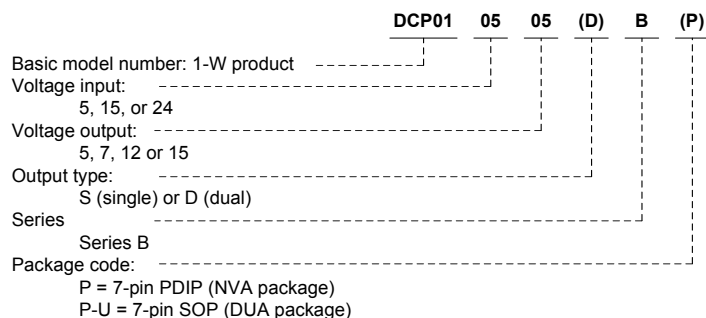 DCP01 05 05 (D) B (P)
Basic model number: 1-W product
Voltage input:
5, 15, or 24
Voltage output:
5, 7, 12 or 15
Output type:
S (single) or D (dual)
Series
Series B
Package code:
P = 7-pin PDIP (NVA package)
P-U = 7-pin SOP (DUA package)